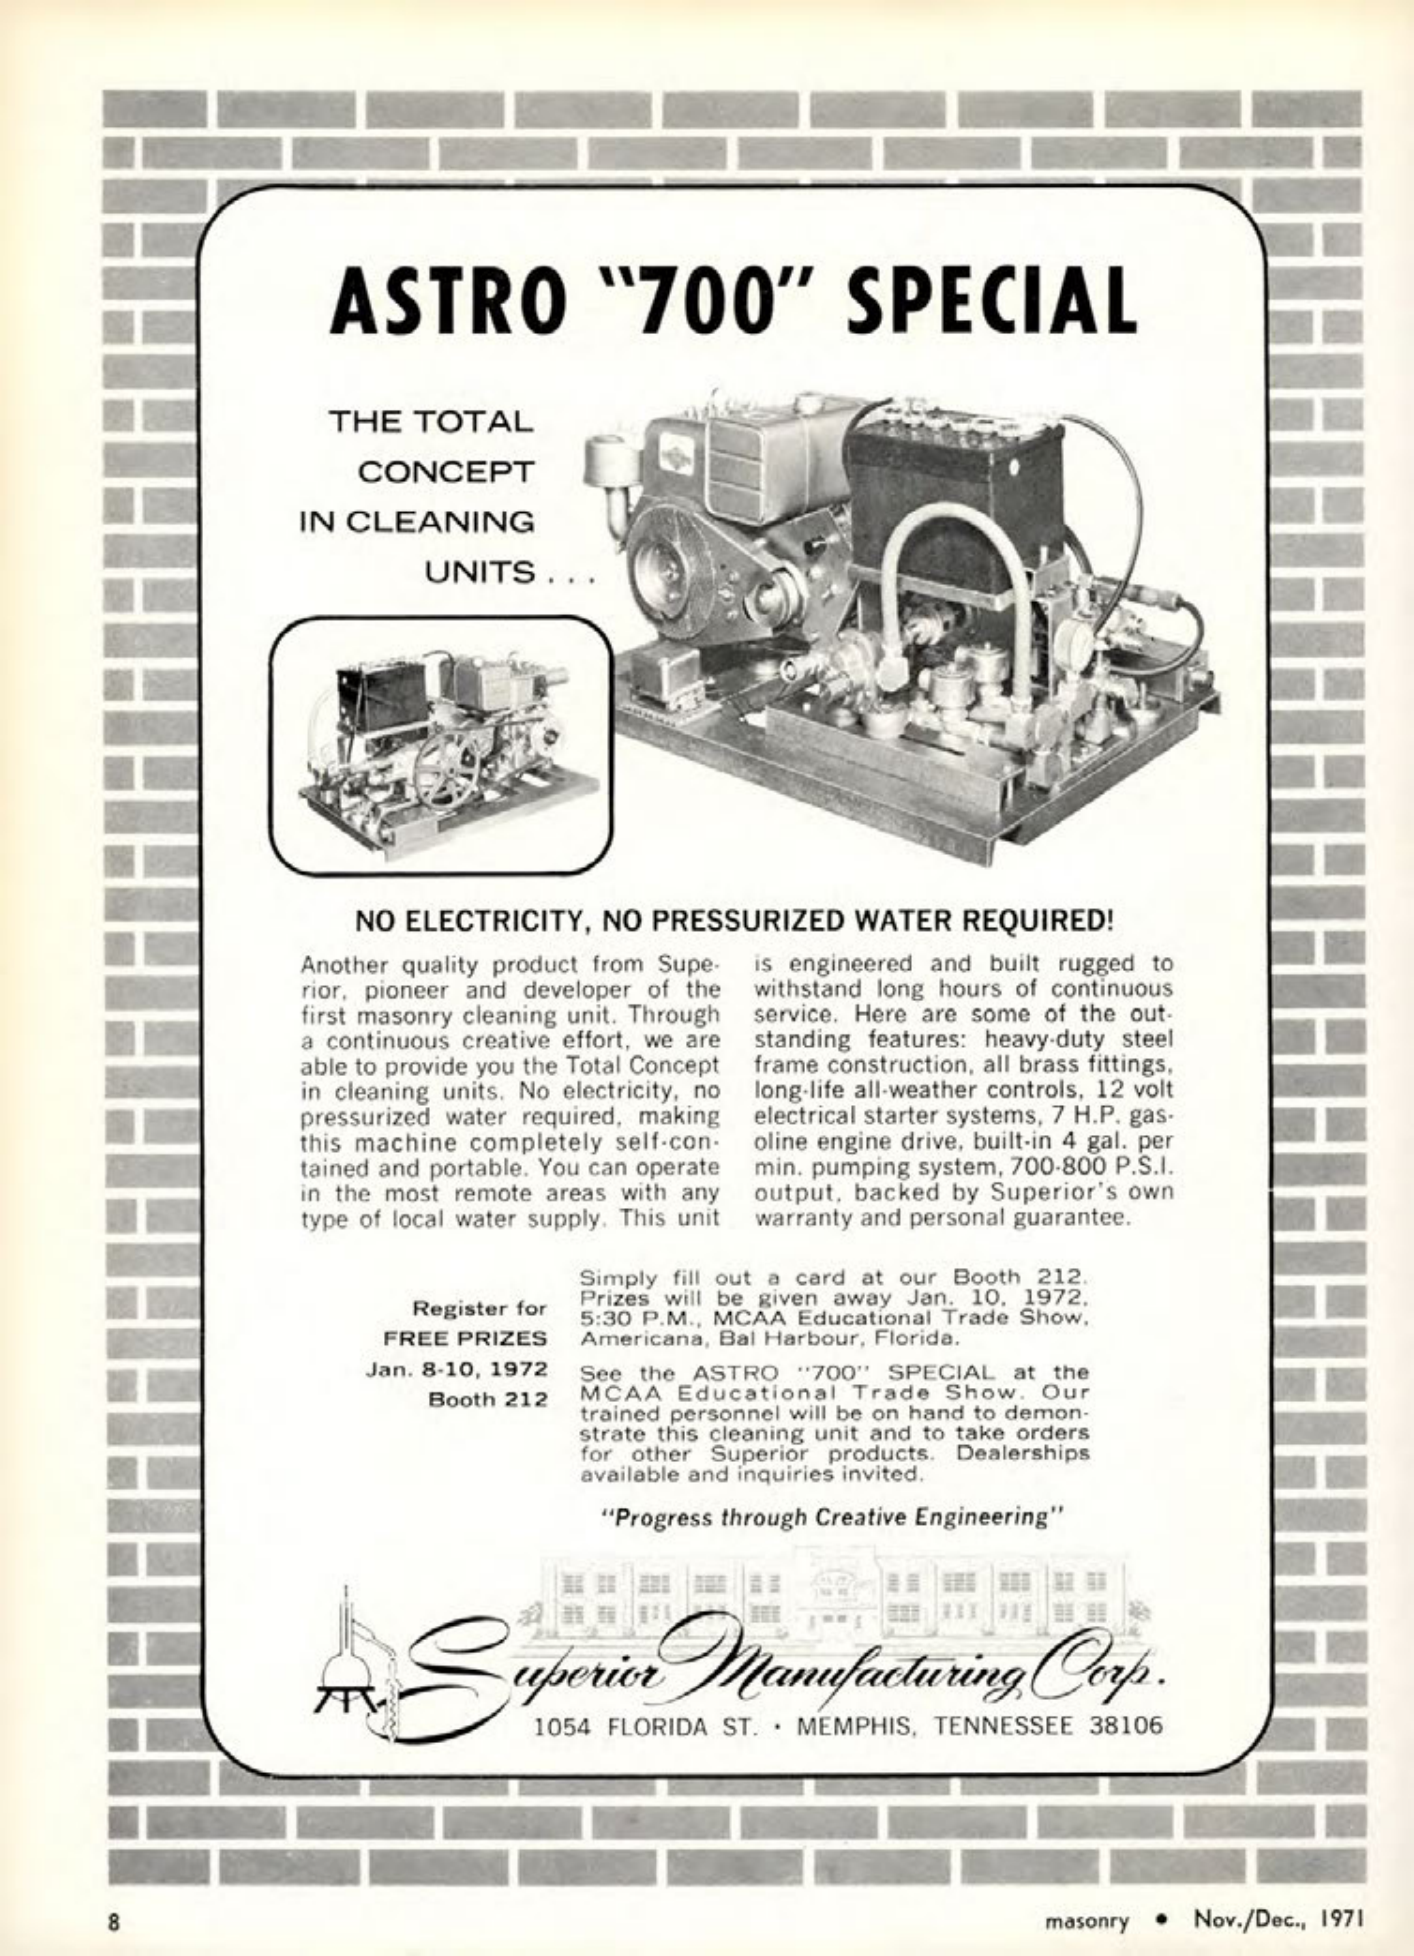 ASTRO "700" SPECIAL
THE TOTAL
CONCEPT
IN CLEANING
UNITS . . .
NO ELECTRICITY, NO PRESSURIZED WATER REQUIRED!
Another quality product from Supe-
rior, pioneer and developer of the
first masonry cleaning unit. Through
a continuous creative effort, we are
able to provide you the Total Concept
in cleaning units. No electricity, no
pressurized water required, making
this machine completely self-con-
tained and portable. You can operate
in the most remote areas with any
type of local water supply. This unit
is engineered and built rugged to
withstand long hours of continuous
service. Here are some of the out-
standing features: heavy-duty steel
frame construction, all brass fittings,
long-life all-weather controls, 12 volt
electrical starter systems, 7 H.P. gas-
oline engine drive, built-in 4 gal. per
min. pumping system, 700-800 P.S.I.
output, backed by Superior's own
warranty and personal guarantee.
Register for
FREE PRIZES
Jan. 8-10, 1972
Booth 212
Simply fill out a card at our Booth 212.
Prizes will be given away Jan. 10, 1972,
5:30 P.M., MCAA Educational Trade Show,
Americana, Bal Harbour, Florida.
See the ASTRO "700" SPECIAL at the
MCAA Educational Trade Show. Our
trained personnel will be on hand to demon-
strate this cleaning unit and to take orders
for other Superior products. Dealerships
available and inquiries invited.
"Progress through Creative Engineering"
Superior Manufacturing Corp.
1054 FLORIDA ST. • MEMPHIS, TENNESSEE 38106
8
masonry • Nov./Dec., 1971